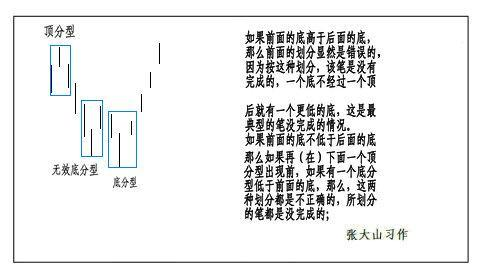 顶分型
无效底分型
底分型
如果前面的底高于后面的底，
那么前面的划分显然是错误的，
因为按这种划分，该笔是没有
完成的，一个底不经过一个顶
后就有一个更低的底，这是最
典型的笔没完成的情况。
如果前面的底不低于后面的底
那么如果再（在）下面一个顶
分型出现前，如果有一个底分
型低于前面的底，那么，这两
种划分都是不正确的，所划分
的笔都是没完成的；
张大山习作